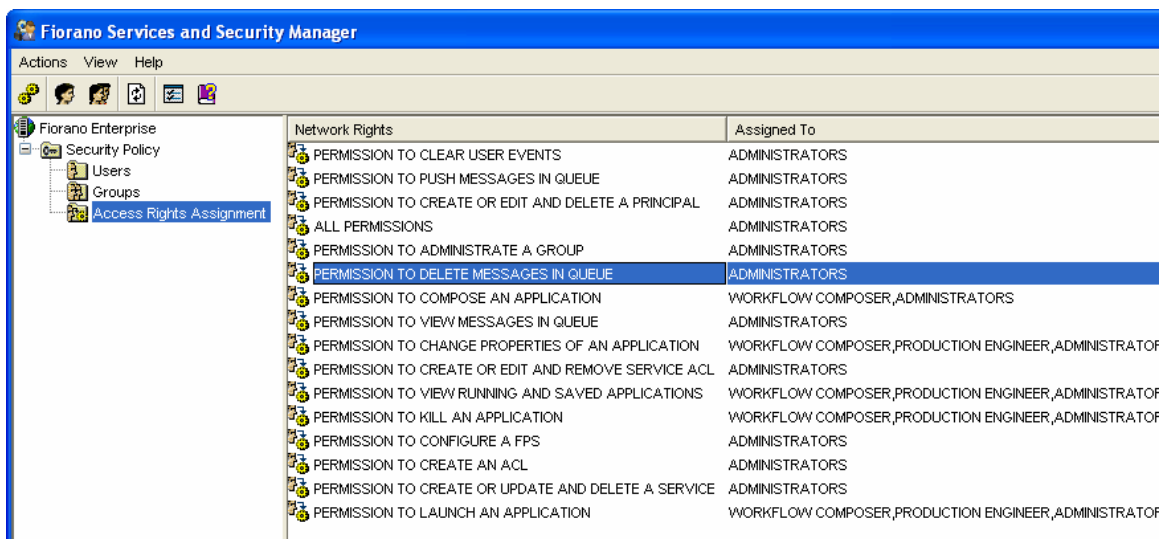 Fiorano Services and Security Manager
Actions View Help
Fiorano Enterprise
Security Policy
Users
Groups
Access Rights Assignment
Network Rights Assigned To
PERMISSION TO CLEAR USER EVENTS ADMINISTRATORS
PERMISSION TO PUSH MESSAGES IN QUEUE ADMINISTRATORS
PERMISSION TO CREATE OR EDIT AND DELETE A PRINCIPAL ADMINISTRATORS
ALL PERMISSIONS ADMINISTRATORS
PERMISSION TO ADMINISTRATE A GROUP ADMINISTRATORS
PERMISSION TO DELETE MESSAGES IN QUEUE ADMINISTRATORS
PERMISSION TO COMPOSE AN APPLICATION WORKFLOW COMPOSER,ADMINISTRATORS
PERMISSION TO VIEW MESSAGES IN QUEUE ADMINISTRATORS
PERMISSION TO CHANGE PROPERTIES OF AN APPLICATION WORKFLOW COMPOSER,PRODUCTION ENGINEER,ADMINISTRATOR
PERMISSION TO CREATE OR EDIT AND REMOVE SERVICE ACL ADMINISTRATORS
PERMISSION TO VIEW RUNNING AND SAVED APPLICATIONS WORKFLOW COMPOSER,PRODUCTION ENGINEER,ADMINISTRATOR
PERMISSION TO KILL AN APPLICATION WORKFLOW COMPOSER,PRODUCTION ENGINEER,ADMINISTRATOR
PERMISSION TO CONFIGURE A FPS ADMINISTRATORS
PERMISSION TO CREATE AN ACL ADMINISTRATORS
PERMISSION TO CREATE OR UPDATE AND DELETE A SERVICE ADMINISTRATORS
PERMISSION TO LAUNCH AN APPLICATION WORKFLOW COMPOSER,PRODUCTION ENGINEER,ADMINISTRATOR